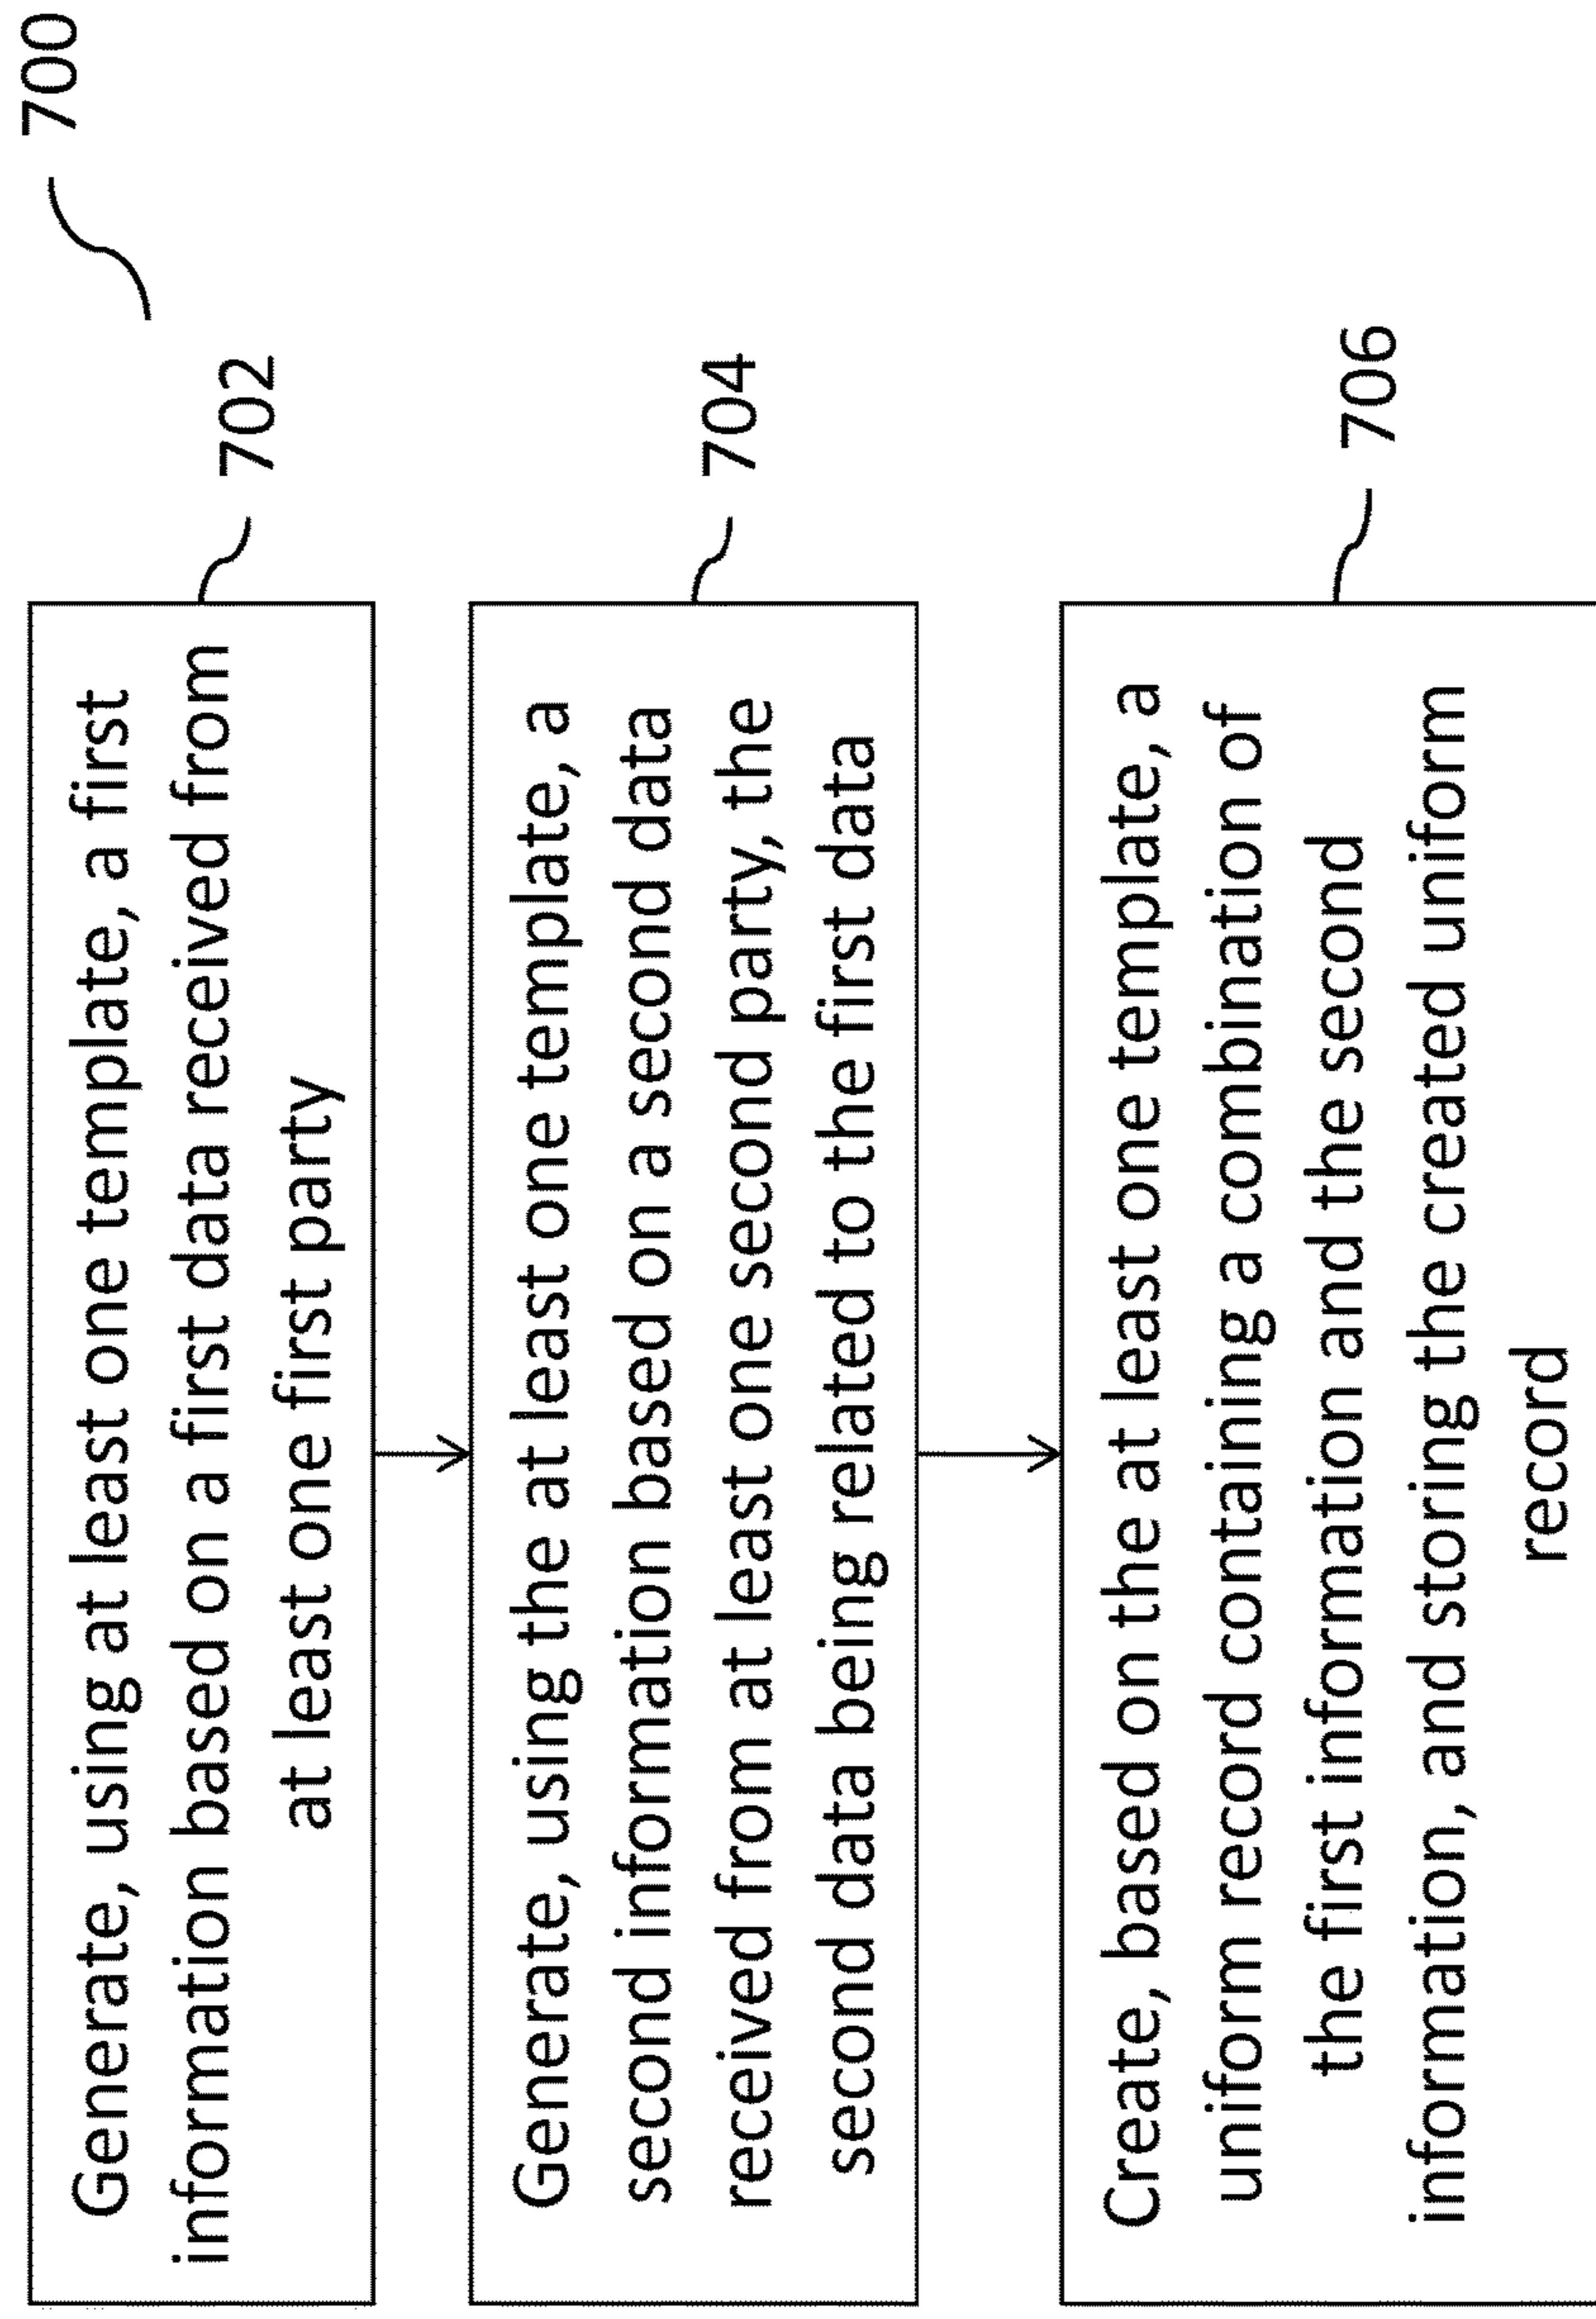 700
Generate, using at least one template, a first
information based on a first data received from
at least one first party
702
Generate, using the at least one template, a
second information based on a second data
received from at least one second party, the
second data being related to the first data
704
Create, based on the at least one template, a
uniform record containing a combination of
the first information and the second
information, and storing the created uniform
record
706